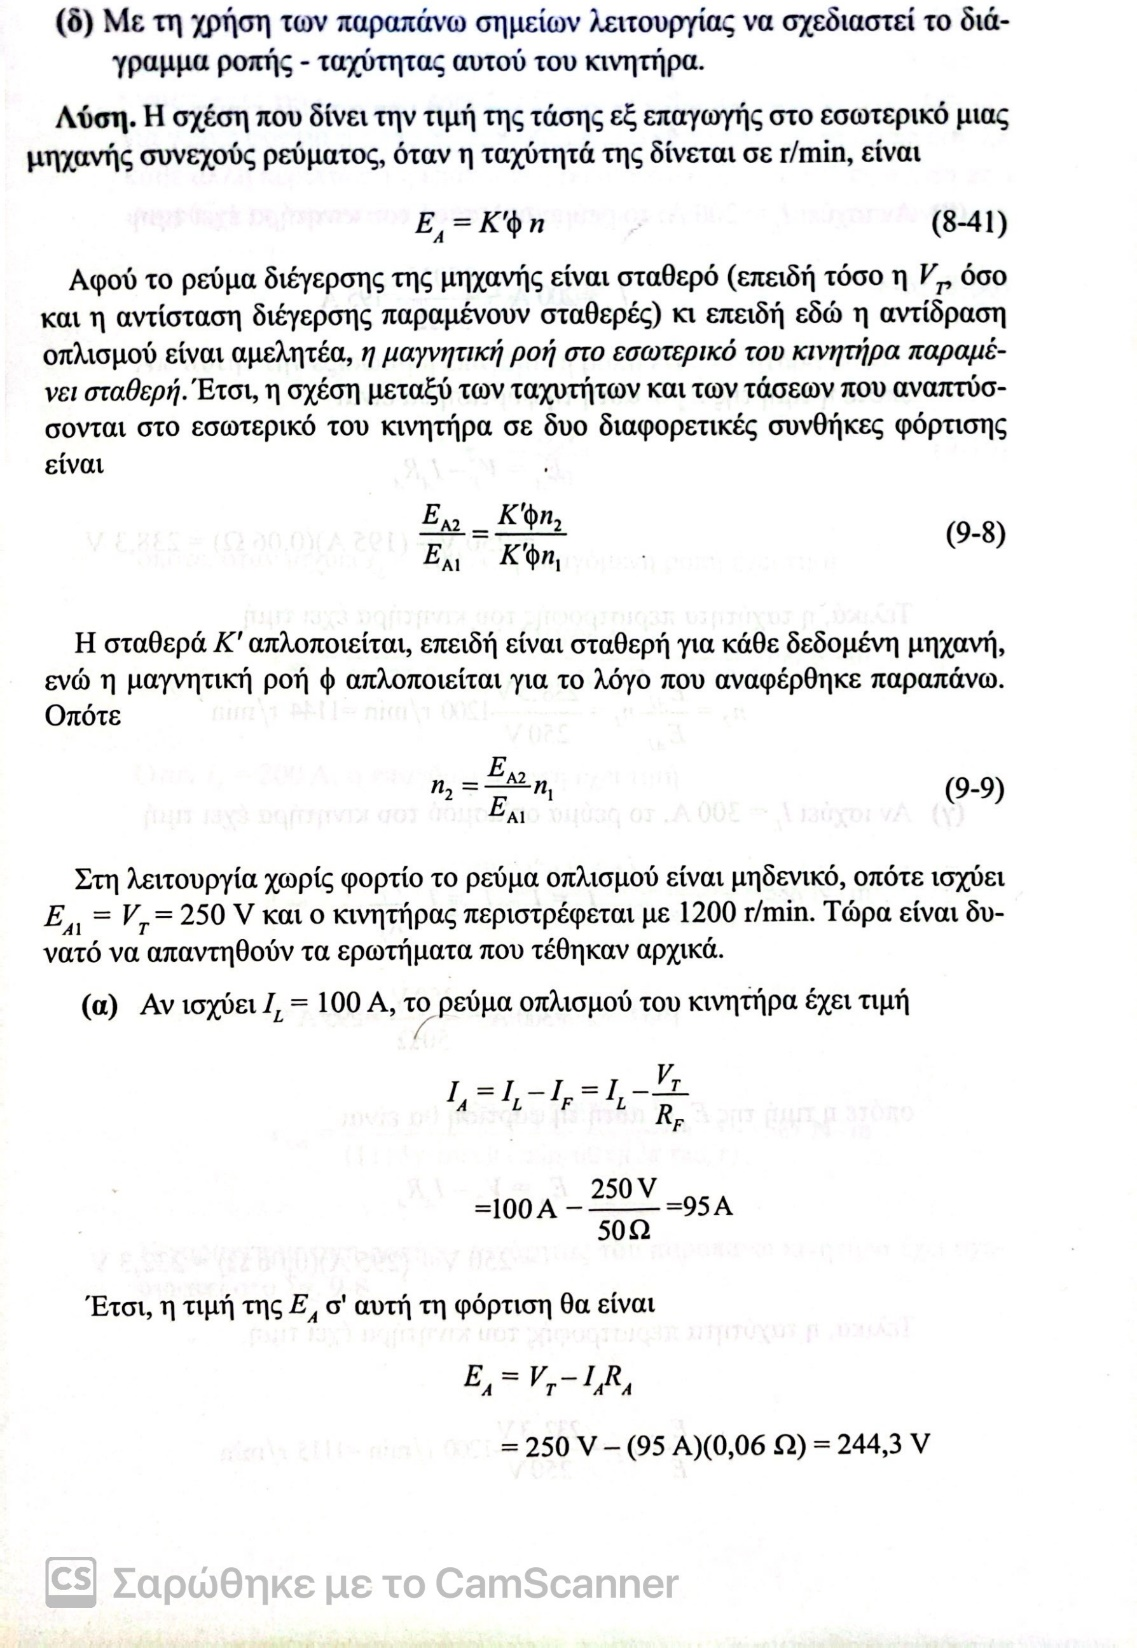 (δ) Με τη χρήση των παραπάνω σημείων λειτουργίας να σχεδιαστεί το διά-
γραμμα ροπής - ταχύτητας αυτού του κινητήρα.
Λύση. Η σχέση που δίνει την τιμή της τάσης εξ επαγωγής στο εσωτερικό μιας
μηχανής συνεχούς ρεύματος, όταν η ταχύτητά της δίνεται σε r/min, είναι
E_A = K'φ n (8-41)
Αφού το ρεύμα διέγερσης της μηχανής είναι σταθερό (επειδή τόσο η V_T, όσο
και η αντίσταση διέγερσης παραμένουν σταθερές) κι επειδή εδώ η αντίδραση
οπλισμού είναι αμελητέα, η μαγνητική ροή στο εσωτερικό του κινητήρα παραμέ-
νει σταθερή. Έτσι, η σχέση μεταξύ των ταχυτήτων και των τάσεων που αναπτύσ-
σονται στο εσωτερικό του κινητήρα σε δυο διαφορετικές συνθήκες φόρτισης
είναι
E_A2/E_A1 = K'φn_2/K'φn_1 (9-8)
Η σταθερά K' απλοποιείται, επειδή είναι σταθερή για κάθε δεδομένη μηχανή,
ενώ η μαγνητική ροή φ απλοποιείται για το λόγο που αναφέρθηκε παραπάνω.
Οπότε
n_2 = E_A2/E_A1 n_1 (9-9)
Στη λειτουργία χωρίς φορτίο το ρεύμα οπλισμού είναι μηδενικό, οπότε ισχύει
E_A1 = V_T = 250 V και ο κινητήρας περιστρέφεται με 1200 r/min. Τώρα είναι δυ-
νατό να απαντηθούν τα ερωτήματα που τέθηκαν αρχικά.
(α) Αν ισχύει I_L = 100 A, το ρεύμα οπλισμού του κινητήρα έχει τιμή
I_A = I_L – I_F = I_L – V_T/R_F
=100 A – 250 V/50 Ω =95 A
Έτσι, η τιμή της E_A σ' αυτή τη φόρτιση θα είναι
E_A = V_T – I_A R_A
= 250 V – (95 A)(0,06 Ω) = 244,3 V
CS Σαρώθηκε με το CamScanner